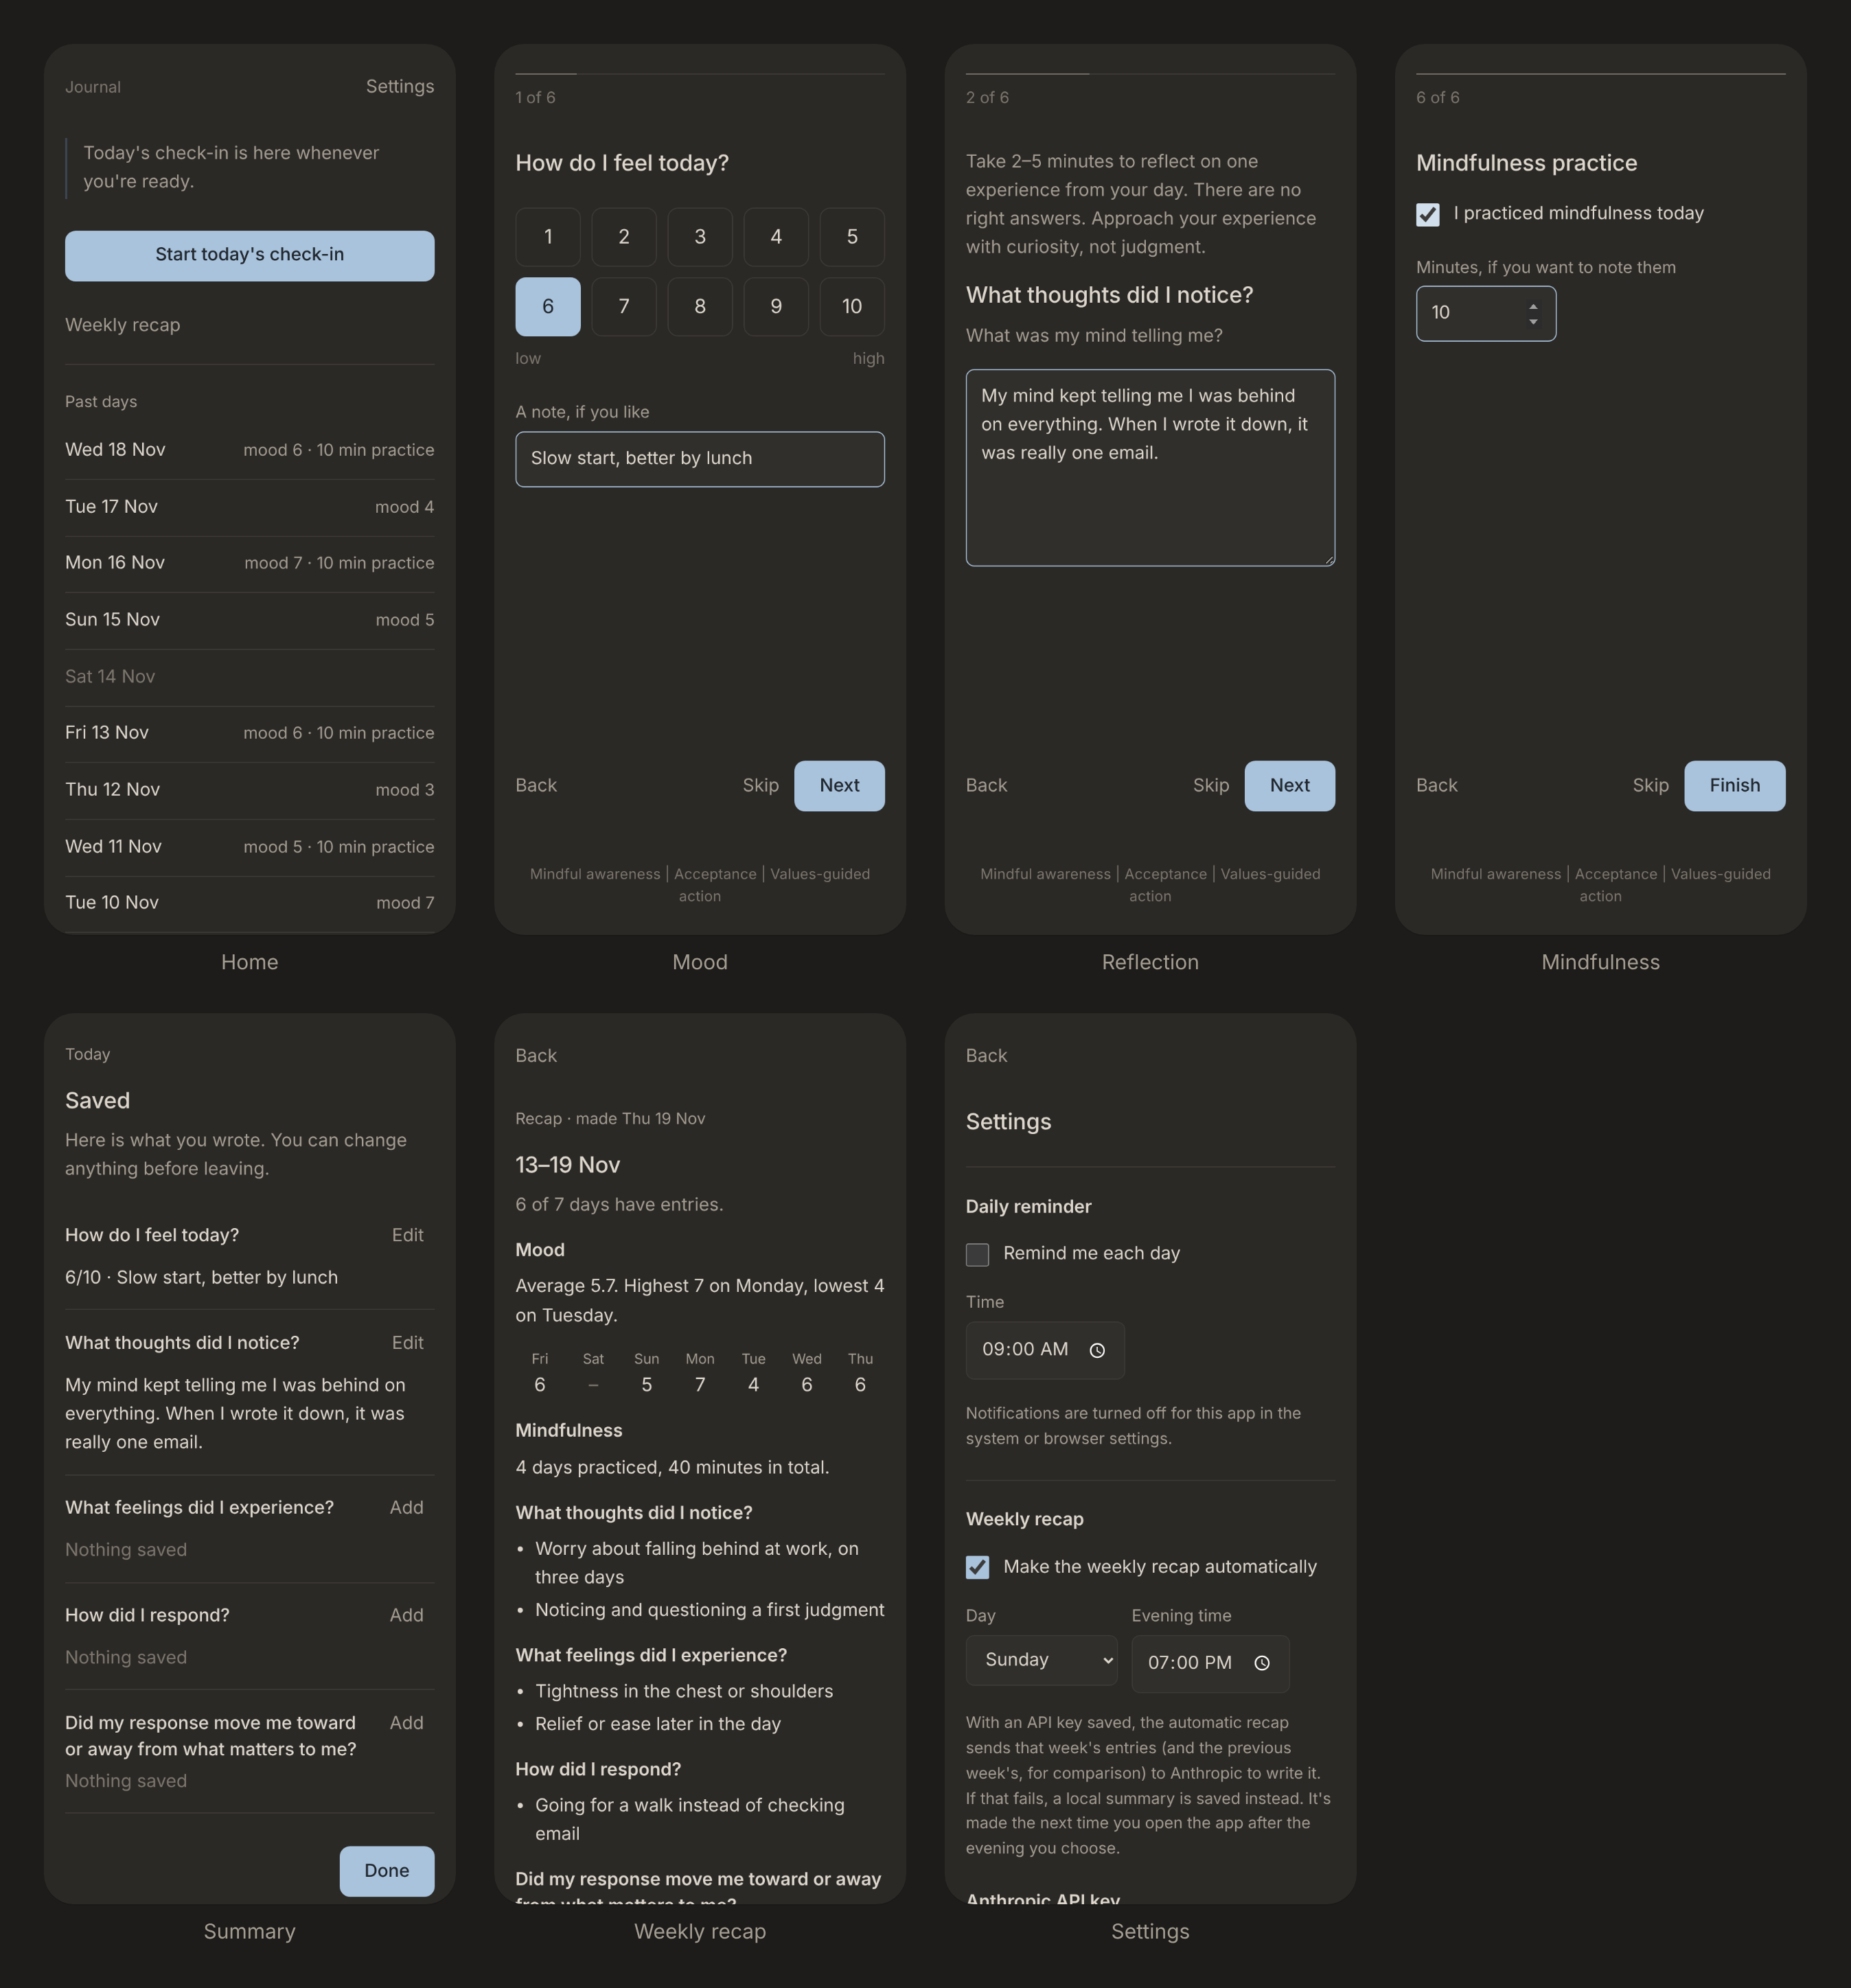 Journal
Settings
Today's check-in is here whenever
you're ready.
Start today's check-in
Weekly recap
Past days
Wed 18 Nov mood 6 · 10 min practice
Tue 17 Nov mood 4
Mon 16 Nov mood 7 · 10 min practice
Sun 15 Nov mood 5
Sat 14 Nov
Fri 13 Nov mood 6 · 10 min practice
Thu 12 Nov mood 3
Wed 11 Nov mood 5 · 10 min practice
Tue 10 Nov mood 7
Home
1 of 6
How do I feel today?
1 2 3 4 5
6 7 8 9 10
low high
A note, if you like
Slow start, better by lunch
Back Skip Next
Mindful awareness | Acceptance | Values-guided
action
Mood
2 of 6
Take 2–5 minutes to reflect on one
experience from your day. There are no
right answers. Approach your experience
with curiosity, not judgment.
What thoughts did I notice?
What was my mind telling me?
My mind kept telling me I was behind
on everything. When I wrote it down, it
was really one email.
Back Skip Next
Mindful awareness | Acceptance | Values-guided
action
Reflection
6 of 6
Mindfulness practice
I practiced mindfulness today
Minutes, if you want to note them
10
Back Skip Finish
Mindful awareness | Acceptance | Values-guided
action
Mindfulness
Today
Saved
Here is what you wrote. You can change
anything before leaving.
How do I feel today? Edit
6/10 · Slow start, better by lunch
What thoughts did I notice? Edit
My mind kept telling me I was behind on
everything. When I wrote it down, it was
really one email.
What feelings did I experience? Add
Nothing saved
How did I respond? Add
Nothing saved
Did my response move me toward Add
or away from what matters to me?
Nothing saved
Done
Summary
Back
Recap · made Thu 19 Nov
13–19 Nov
6 of 7 days have entries.
Mood
Average 5.7. Highest 7 on Monday, lowest 4
on Tuesday.
Fri Sat Sun Mon Tue Wed Thu
6 – 5 7 4 6 6
Mindfulness
4 days practiced, 40 minutes in total.
What thoughts did I notice?
• Worry about falling behind at work, on
three days
• Noticing and questioning a first judgment
What feelings did I experience?
• Tightness in the chest or shoulders
• Relief or ease later in the day
How did I respond?
• Going for a walk instead of checking
email
Did my response move me toward or away
from what matters to me?
Weekly recap
Back
Settings
Daily reminder
Remind me each day
Time
09:00 AM
Notifications are turned off for this app in the
system or browser settings.
Weekly recap
Make the weekly recap automatically
Day Evening time
Sunday 07:00 PM
With an API key saved, the automatic recap
sends that week's entries (and the previous
week's, for comparison) to Anthropic to write it.
If that fails, a local summary is saved instead. It's
made the next time you open the app after the
evening you choose.
Anthropic API key
Settings